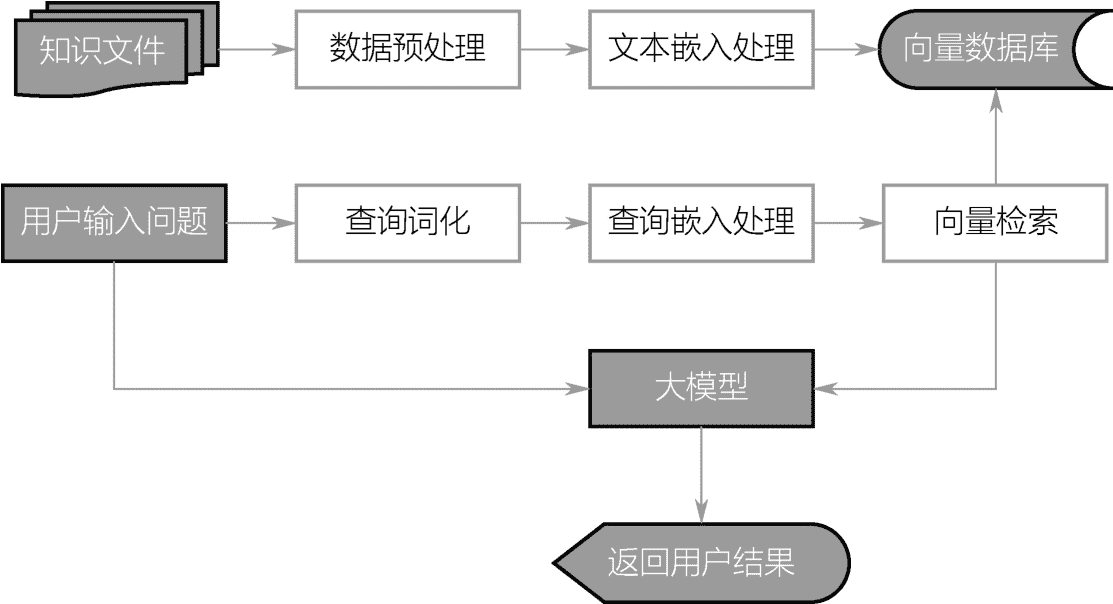 知识文件
数据预处理
文本嵌入处理
向量数据库
用户输入问题
查询词化
查询嵌入处理
向量检索
大模型
返回用户结果